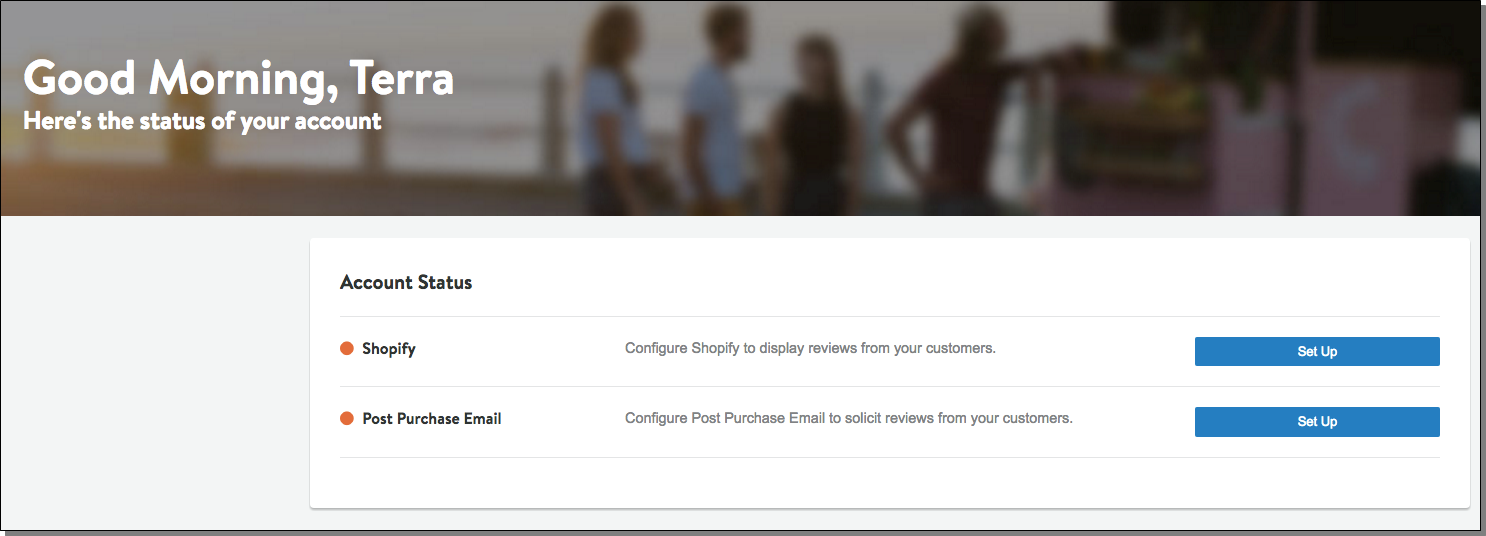 Good Morning, Terra
Here's the status of your account
Account Status
Shopify
Configure Shopify to display reviews from your customers.
Set Up
Post Purchase Email
Configure Post Purchase Email to solicit reviews from your customers.
Set Up